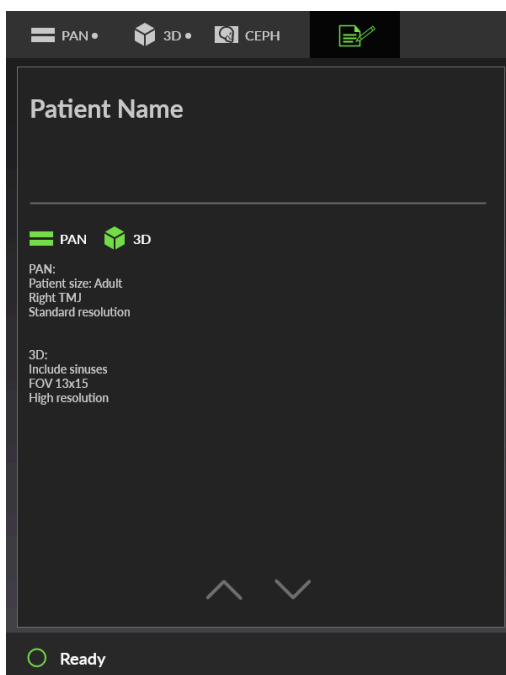 PAN • 3D • CEPH
Patient Name
PAN 3D
PAN:
Patient size: Adult
Right TMJ
Standard resolution
3D:
Include sinuses
FOV 13x15
High resolution
Ready